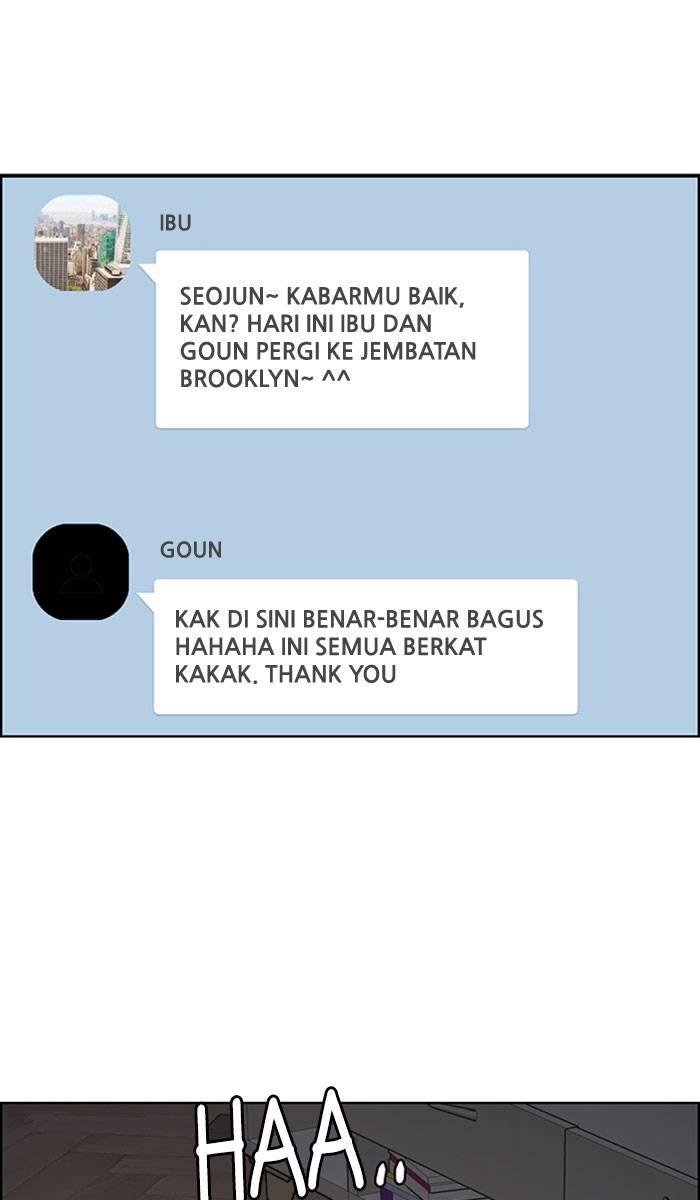 IBU
SEOJUN~ KABARMU BAIK,
KAN? HARI INI IBU DAN
GOUN PERGI KE JEMBATAN
BROOKLYN~ ^^
GOUN
KAK DI SINI BENAR-BENAR BAGUS
HAHAHA INI SEMUA BERKAT
KAKAK. THANK YOU
HAA..